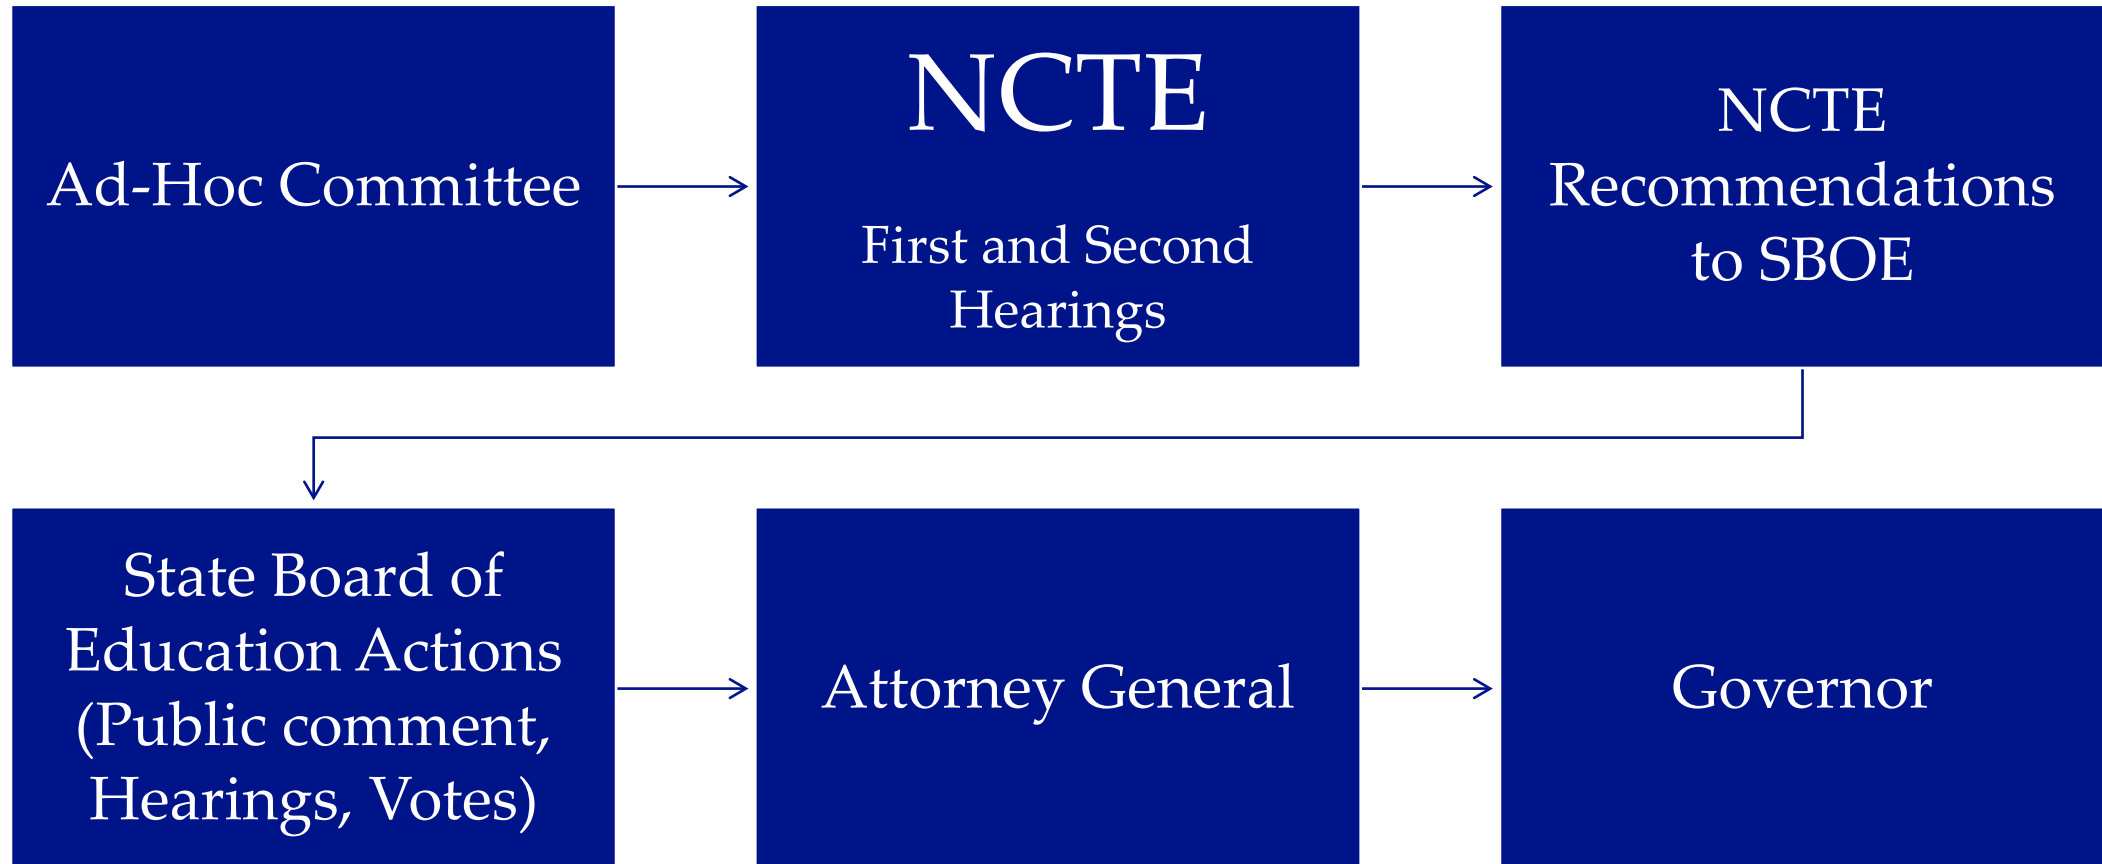 Ad-Hoc Committee
NCTE
First and Second
Hearings
NCTE
Recommendations
to SBOE
State Board of
Education Actions
(Public comment,
Hearings, Votes)
Attorney General
Governor